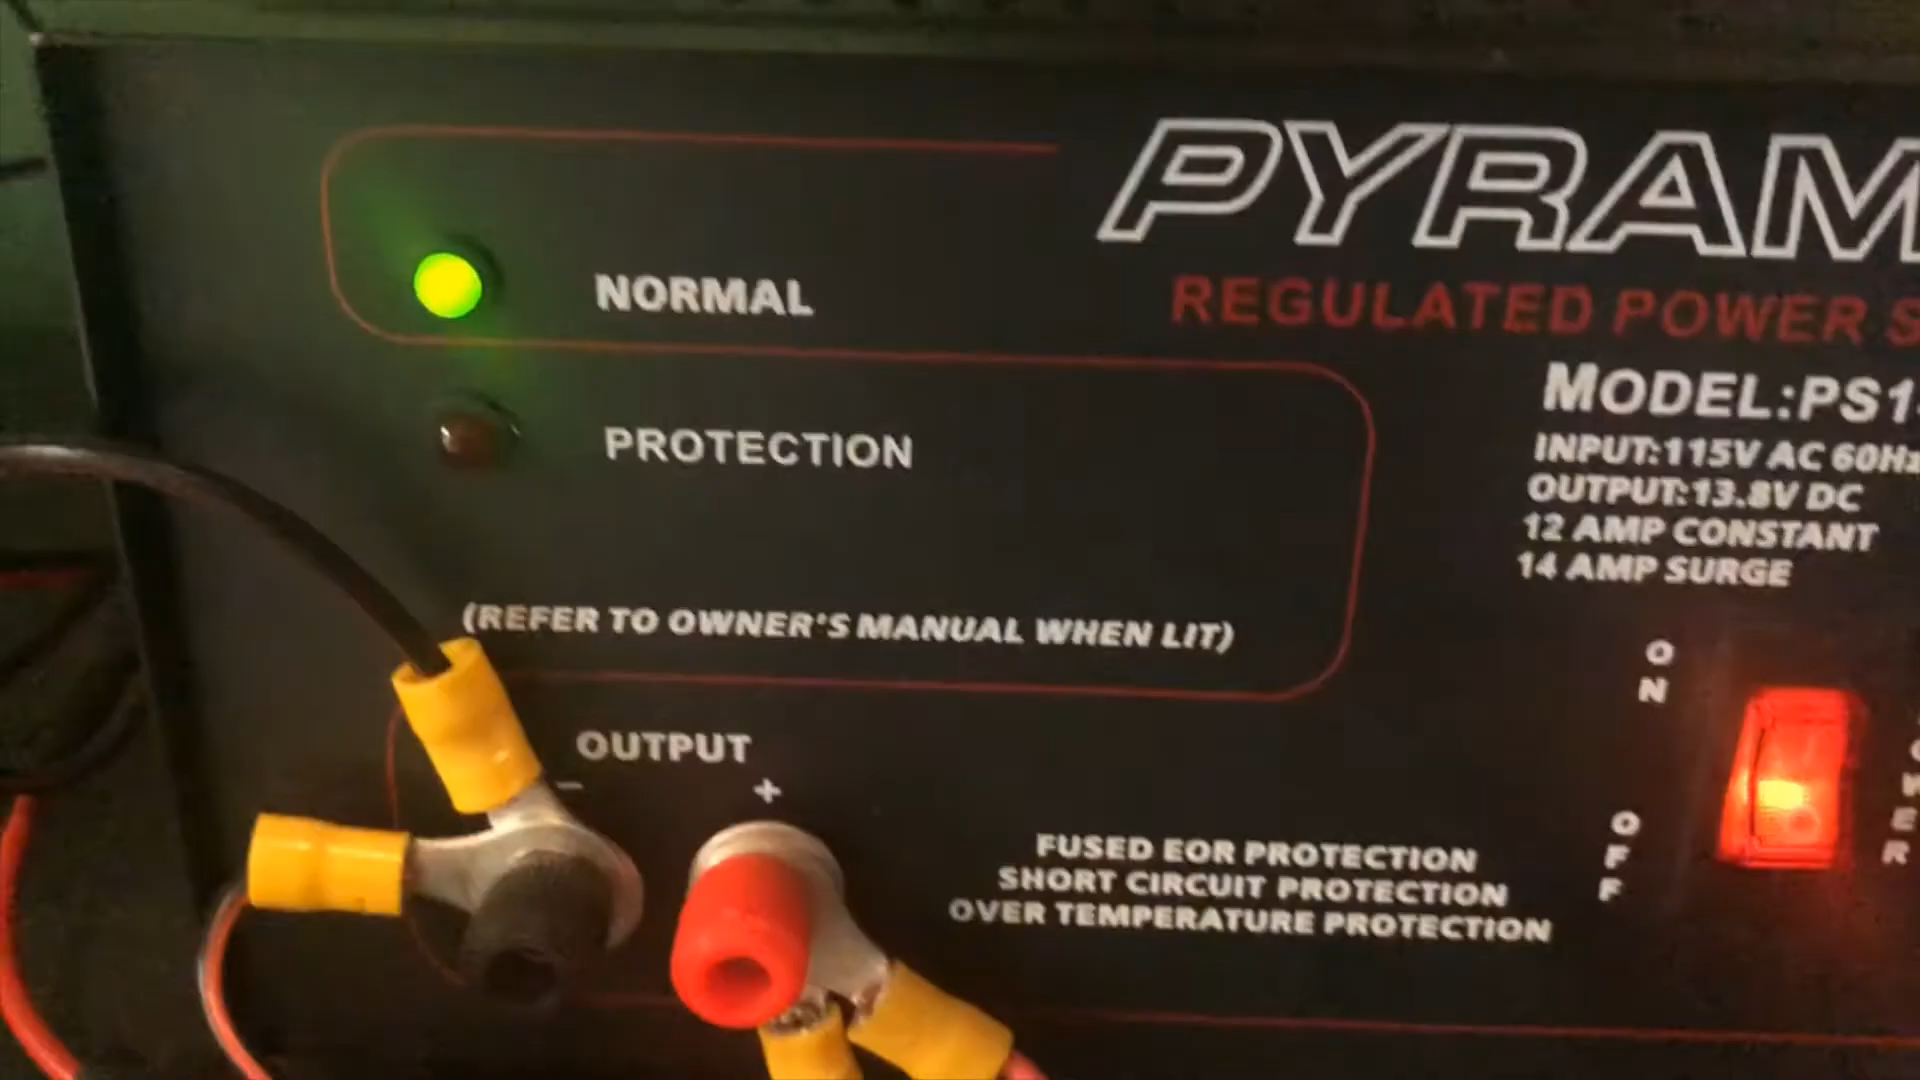 PYRAM
NORMAL
REGULATED POWER S
MODEL:PS1
PROTECTION
INPUT:115V AC 60Hz
OUTPUT:13.8V DC
12 AMP CONSTANT
14 AMP SURGE
(REFER TO OWNER'S MANUAL WHEN LIT)
ON
OUTPUT
- +
POWER
OFF
FUSED EOR PROTECTION
SHORT CIRCUIT PROTECTION
OVER TEMPERATURE PROTECTION